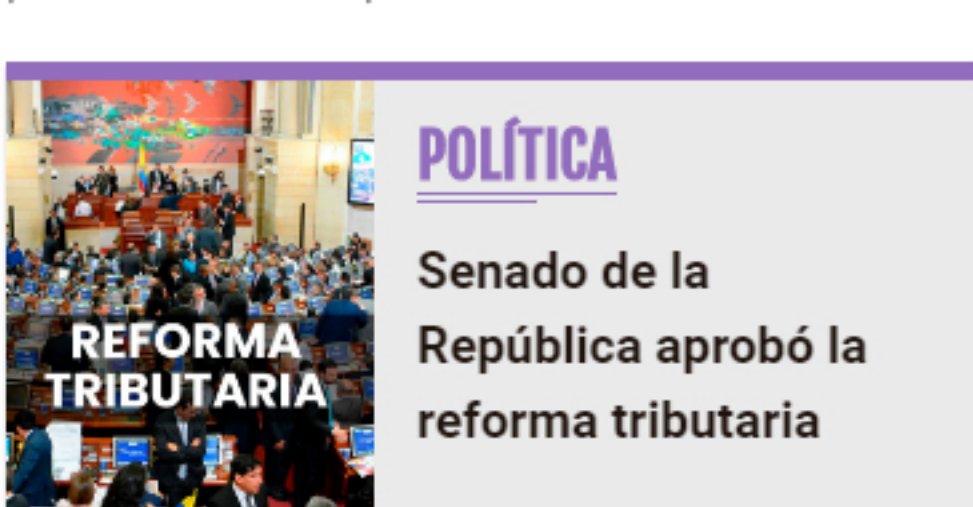 POLÍTICA
Senado de la
República aprobó la
reforma tributaria
REFORMA
TRIBUTARIA